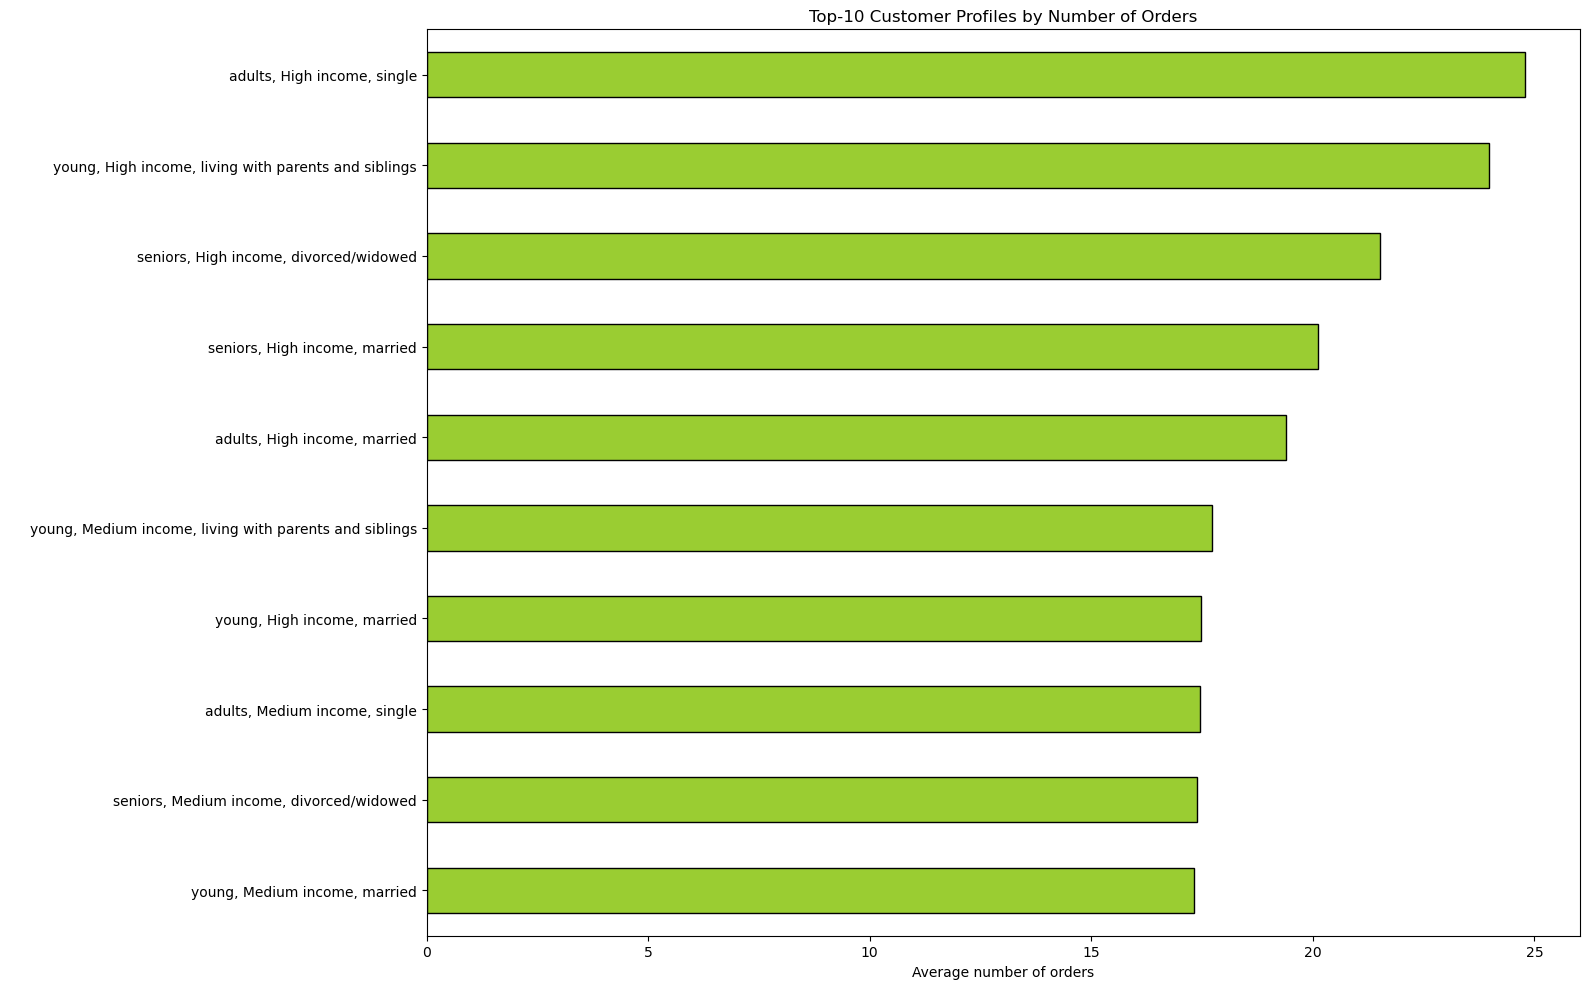 Top-10 Customer Profiles by Number of Orders
adults, High income, single
young, High income, living with parents and siblings
seniors, High income, divorced/widowed
seniors, High income, married
adults, High income, married
young, Medium income, living with parents and siblings
young, High income, married
adults, Medium income, single
seniors, Medium income, divorced/widowed
young, Medium income, married
0 5 10 15 20 25
Average number of orders